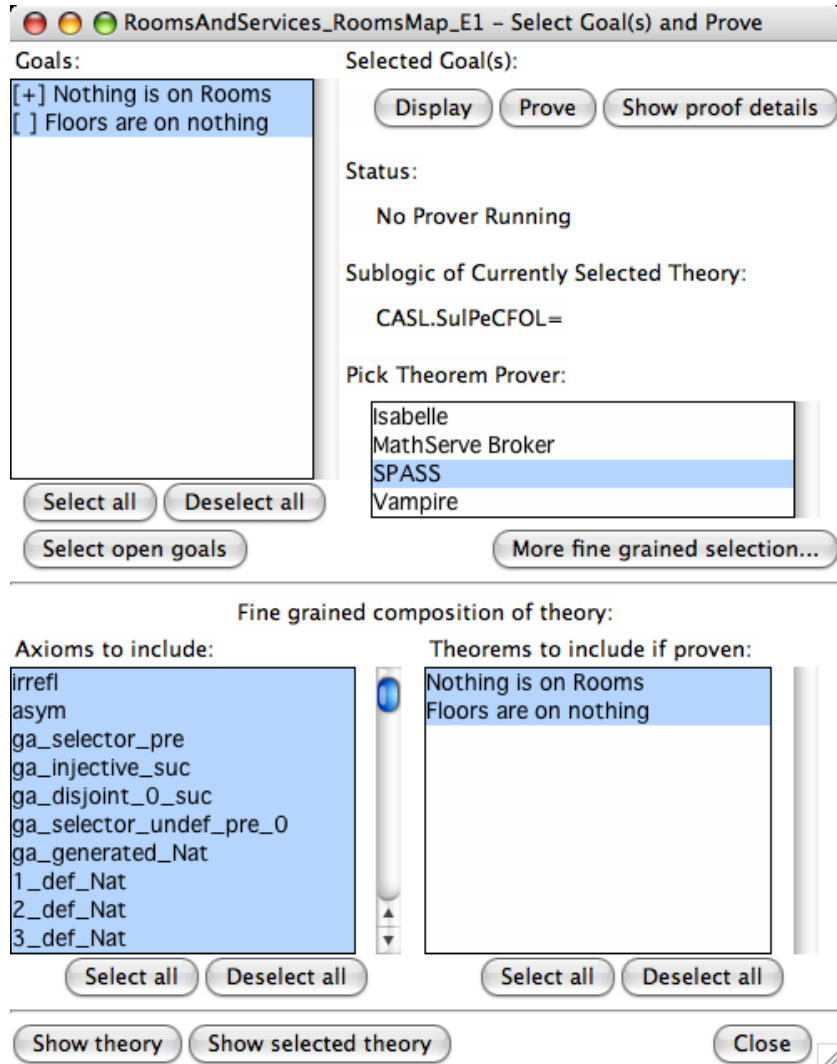 RoomsAndServices_RoomsMap_E1 – Select Goal(s) and Prove
Goals:
[+] Nothing is on Rooms
[ ] Floors are on nothing
Select all Deselect all
Select open goals
Selected Goal(s):
Display Prove Show proof details
Status:
No Prover Running
Sublogic of Currently Selected Theory:
CASL.SulPeCFOL=
Pick Theorem Prover:
Isabelle
MathServe Broker
SPASS
Vampire
More fine grained selection...
Fine grained composition of theory:
Axioms to include:
irrefl
asym
ga_selector_pre
ga_injective_suc
ga_disjoint_0_suc
ga_selector_undef_pre_0
ga_generated_Nat
1_def_Nat
2_def_Nat
3_def_Nat
Select all Deselect all
Theorems to include if proven:
Nothing is on Rooms
Floors are on nothing
Select all Deselect all
Show theory Show selected theory Close